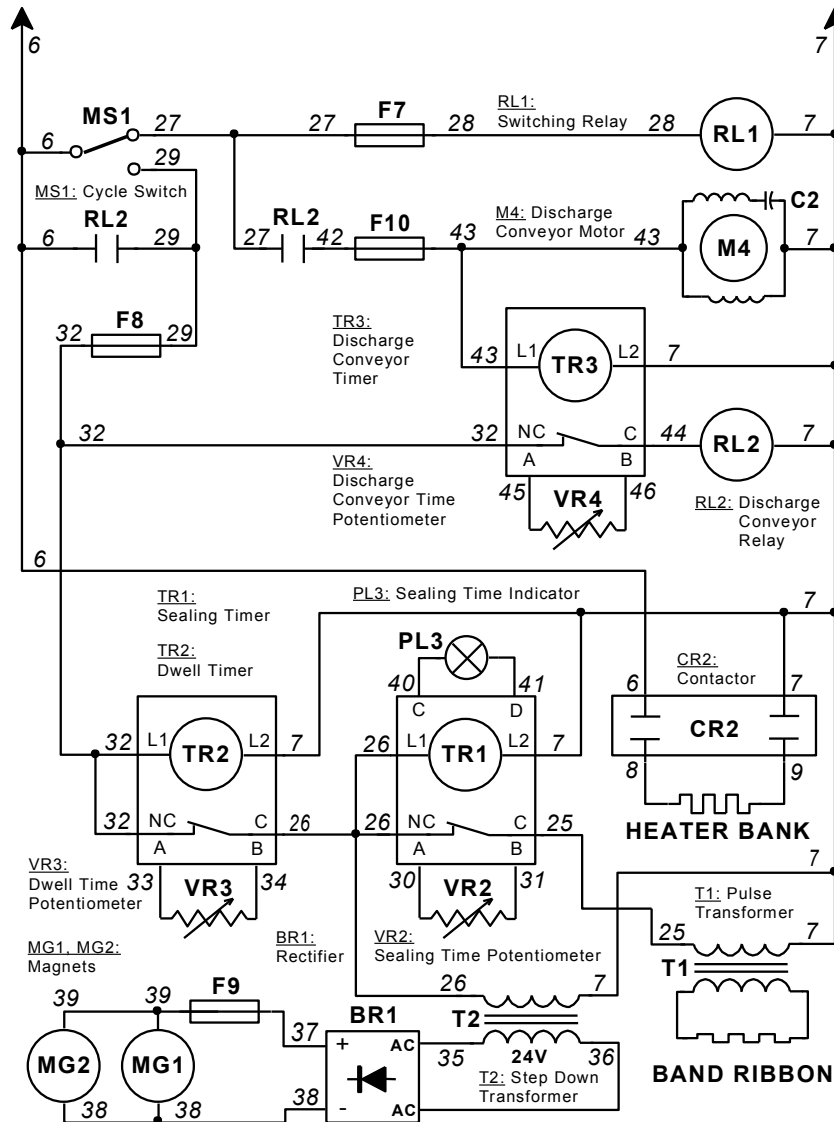 6 7
MS1 27 27 F7 28 RL1: Switching Relay 28 RL1 7
6 29
MS1: Cycle Switch
C2
RL2 RL2 F10 M4: Discharge Conveyor Motor
6 29 27 42 43 43 M4 7
F8
32 29
TR3:
Discharge
Conveyor
Timer
43 L1 TR3 L2 7
32 32 NC C 44 RL2 7
A B
VR4:
Discharge
Conveyor Time
Potentiometer
45 VR4 46
RL2: Discharge
Conveyor
Relay
6
TR1:
Sealing Timer
PL3: Sealing Time Indicator
7
TR2:
Dwell Timer
PL3
40 41
C D
CR2:
Contactor
6 7
CR2
8 9
HEATER BANK
32 L1 TR2 L2 7 26 L1 TR1 L2 7
32 NC C 26 26 NC C 25
A B A B
VR3:
Dwell Time
Potentiometer
33 VR3 34 30 VR2 31
7
MG1, MG2:
Magnets
BR1:
Rectifier
VR2:
Sealing Time Potentiometer
T1: Pulse
Transformer
25 7
T1
26 7
39 39 F9 37 BR1 T2
MG2 MG1 + AC 35 24V 36
38 38 38 - AC
T2: Step Down
Transformer
BAND RIBBON